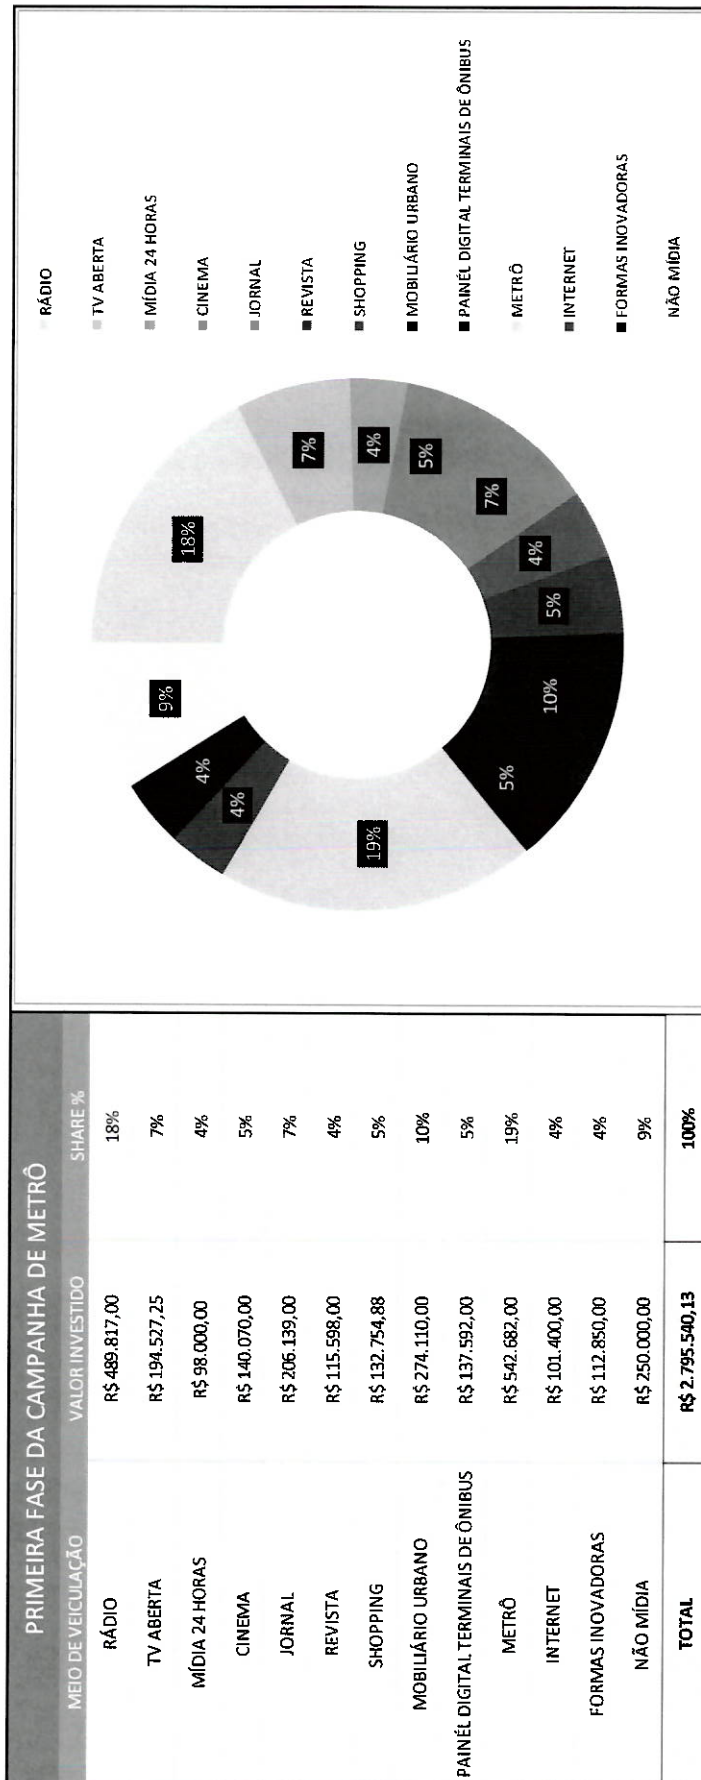 PRIMEIRA FASE DA CAMPANHA DE METRÔ
MEIO DE VEICULAÇÃO VALOR INVESTIDO SHARE %
RÁDIO R$ 489.817,00 18%
TV ABERTA R$ 194.527,25 7%
MÍDIA 24 HORAS R$ 98.000,00 4%
CINEMA R$ 140.070,00 5%
JORNAL R$ 206.139,00 7%
REVISTA R$ 115.598,00 4%
SHOPPING R$ 132.754,88 5%
MOBILIÁRIO URBANO R$ 274.110,00 10%
PAINÉL DIGITAL TERMINAIS DE ÔNIBUS R$ 137.592,00 5%
METRÔ R$ 542.682,00 19%
INTERNET R$ 101.400,00 4%
FORMAS INOVADORAS R$ 112.850,00 4%
NÃO MÍDIA R$ 250.000,00 9%
TOTAL R$ 2.795.540,13 100%
18%
7%
4%
5%
7%
4%
5%
10%
5%
19%
4%
4%
9%
RÁDIO
TV ABERTA
MÍDIA 24 HORAS
CINEMA
JORNAL
REVISTA
SHOPPING
MOBILIÁRIO URBANO
PAINÉL DIGITAL TERMINAIS DE ÔNIBUS
METRÔ
INTERNET
FORMAS INOVADORAS
NÃO MÍDIA